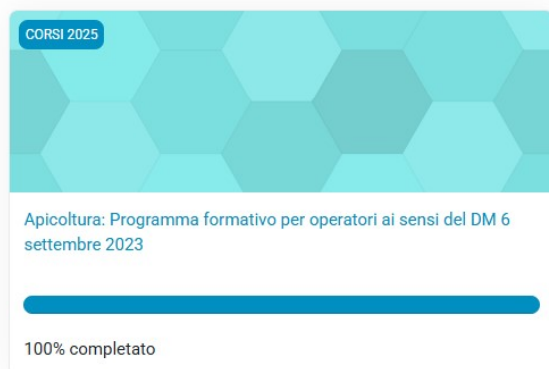 CORSI 2025
Apicoltura: Programma formativo per operatori ai sensi del DM 6
settembre 2023
100% completato